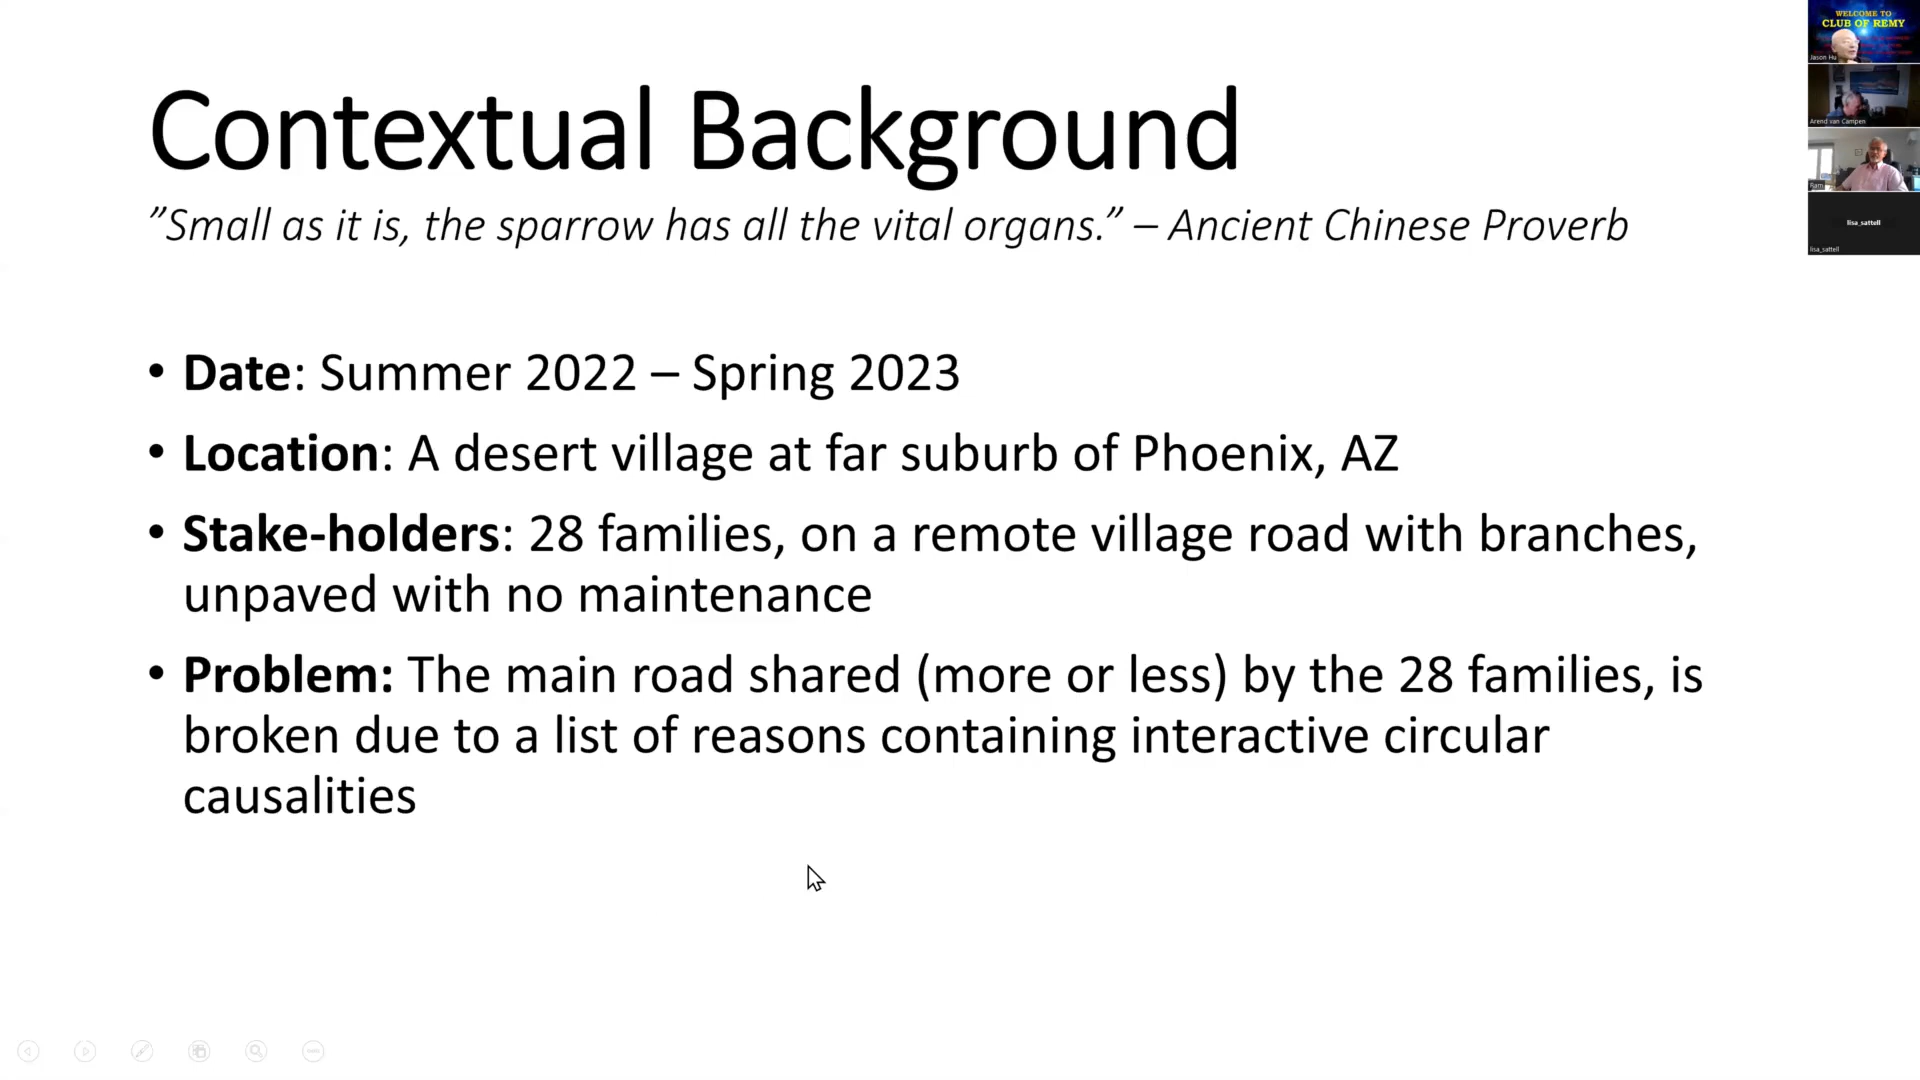 Contextual Background
”Small as it is, the sparrow has all the vital organs.” – Ancient Chinese Proverb
• Date: Summer 2022 – Spring 2023
• Location: A desert village at far suburb of Phoenix, AZ
• Stake-holders: 28 families, on a remote village road with branches,
unpaved with no maintenance
• Problem: The main road shared (more or less) by the 28 families, is
broken due to a list of reasons containing interactive circular
causalities
WELCOME TO
CLUB OF REMY
Jason Hu
Arend van Campen
Ram
lisa_sattell
lisa_sattell